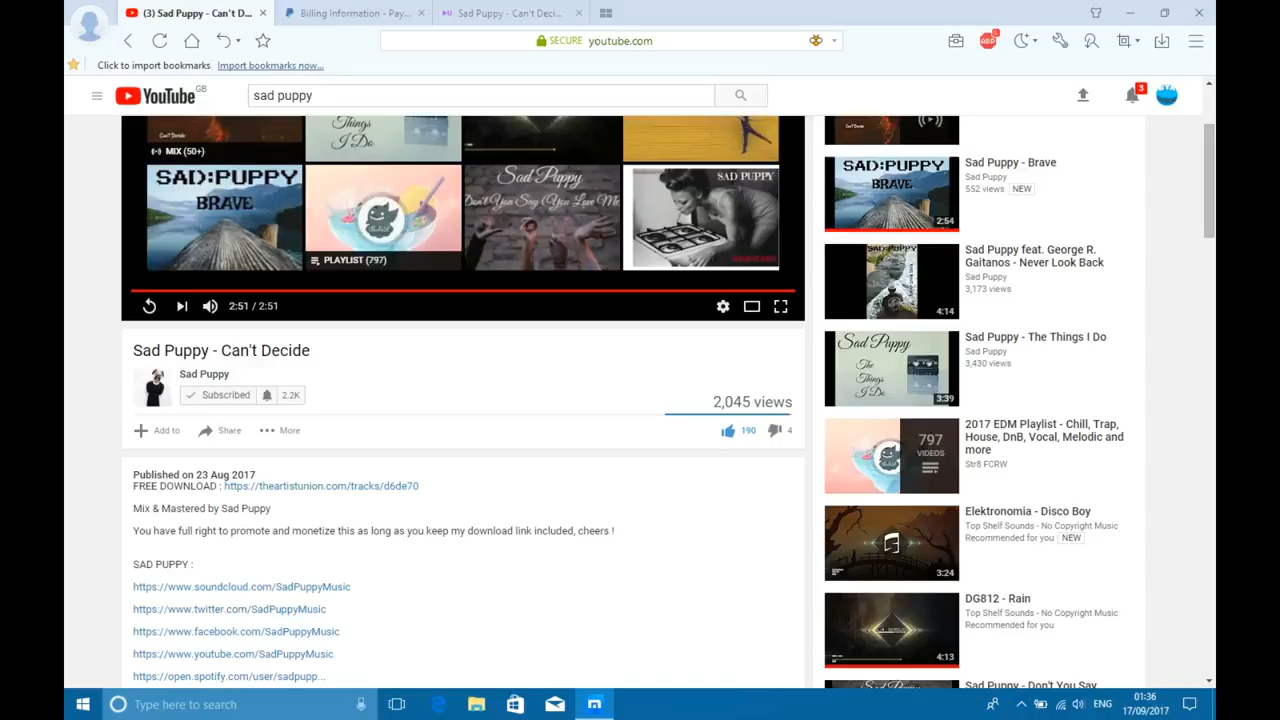 (3) Sad Puppy - Can't D...
Billing Information - Pay...
Sad Puppy - Can't Deci...
SECURE youtube.com
Click to import bookmarks Import bookmarks now...
YouTube GB
sad puppy
3
Can't Decide
MIX (50+)
Things
I Do
SAD:PUPPY
BRAVE
PLAYLIST (797)
Sad Puppy
Don't You Say (You Love Me
SAD PUPPY
2:51 / 2:51
Sad Puppy - Can't Decide
Sad Puppy
Subscribed 2.2K
2,045 views
Add to Share More
190 4
Published on 23 Aug 2017
FREE DOWNLOAD : https://theartistunion.com/tracks/d6de70
Mix & Mastered by Sad Puppy
You have full right to promote and monetize this as long as you keep my download link included, cheers !
SAD PUPPY :
https://www.soundcloud.com/SadPuppyMusic
https://www.twitter.com/SadPuppyMusic
https://www.facebook.com/SadPuppyMusic
https://www.youtube.com/SadPuppyMusic
https://open.spotify.com/user/sadpupp...
SAD:PUPPY
BRAVE
2:54
Sad Puppy - Brave
Sad Puppy
552 views NEW
SAD:PUPPY
4:14
Sad Puppy feat. George R.
Gaitanos - Never Look Back
Sad Puppy
3,173 views
Sad Puppy
The
Things
I Do
3:39
Sad Puppy - The Things I Do
Sad Puppy
3,430 views
797
VIDEOS
2017 EDM Playlist - Chill, Trap,
House, DnB, Vocal, Melodic and
more
Str8 FCRW
3:24
Elektronomia - Disco Boy
Top Shelf Sounds - No Copyright Music
Recommended for you NEW
4:13
DG812 - Rain
Top Shelf Sounds - No Copyright Music
Recommended for you
Sad Puppy - Don't You Say
Type here to search
ENG
01:36
17/09/2017